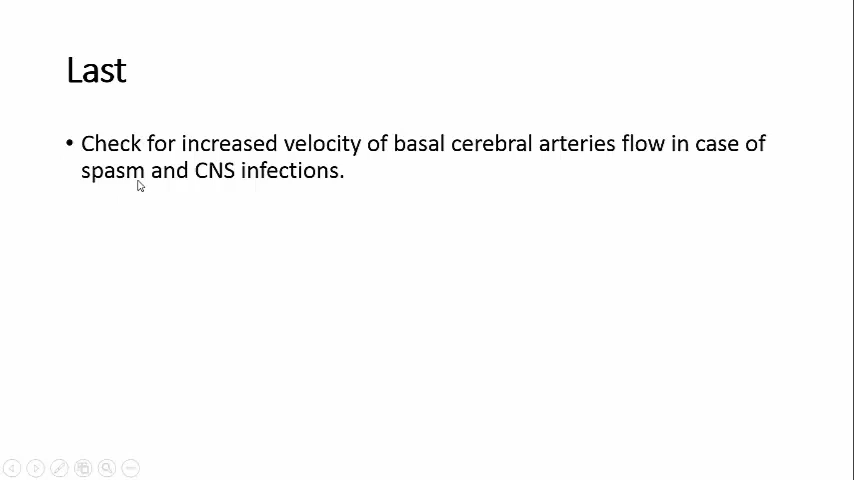 Last
• Check for increased velocity of basal cerebral arteries flow in case of
spasm and CNS infections.